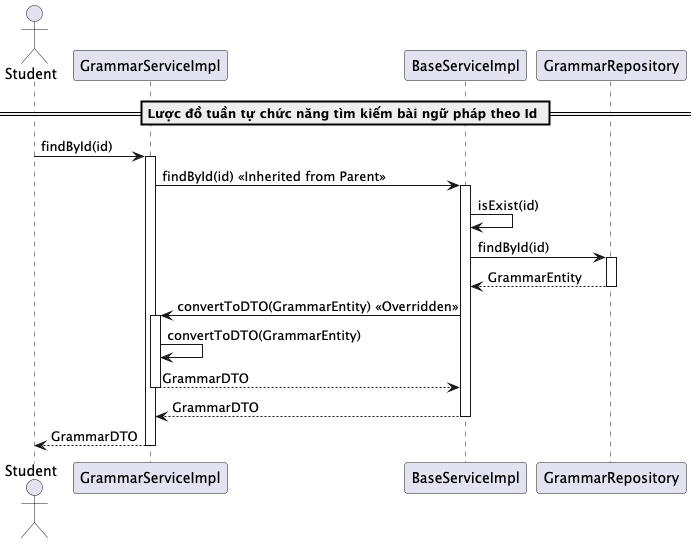 Student
GrammarServiceImpl
BaseServiceImpl
GrammarRepository
Lược đồ tuần tự chức năng tìm kiếm bài ngữ pháp theo Id
findById(id)
findById(id) «Inherited from Parent»
isExist(id)
findById(id)
GrammarEntity
convertToDTO(GrammarEntity) «Overridden»
convertToDTO(GrammarEntity)
GrammarDTO
GrammarDTO
GrammarDTO
Student
GrammarServiceImpl
BaseServiceImpl
GrammarRepository